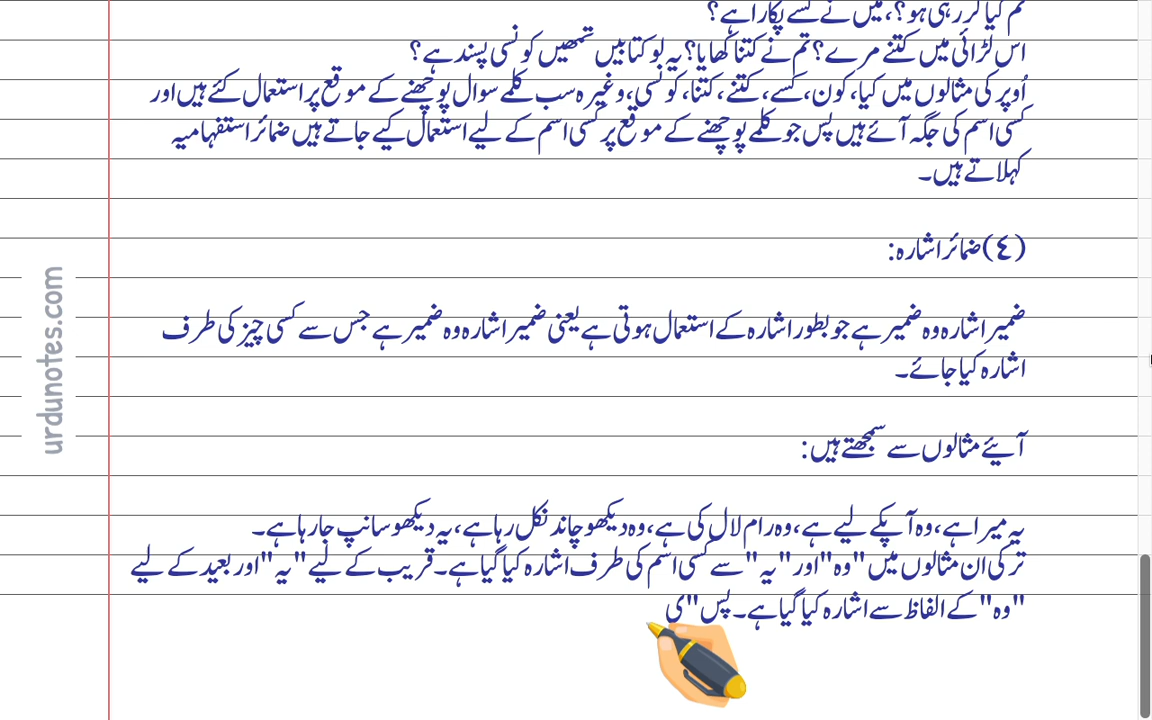 تم کیا کر رہی ہو؟، میں نے کسے پکارا ہے؟
اس لڑائی میں کتنے مرے؟ تم نے کتنا کھایا؟ یہ لو کتابیں تمھیں کونسی پسند ہے؟
اُوپر کی مثالوں میں کیا، کون، کسے، کتنے، کتنا، کونسی، وغیرہ سب کلمے سوال پوچھنے کے موقع پر استعمال کئے ہیں اور
کسی اسم کی جگہ آئے ہیں پس جو کلمے پوچھنے کے موقع پر کسی اسم کے لیے استعمال کیے جاتے ہیں ضمائر استفہامیہ
کہلاتے ہیں۔
(٤) ضمائر اشارہ:
ضمیر اشارہ وہ ضمیر ہے جو بطور اشارہ کے استعمال ہوتی ہے یعنی ضمیر اشارہ وہ ضمیر ہے جس سے کسی چیز کی طرف
اشارہ کیا جائے۔
آئیے مثالوں سے سمجھتے ہیں:
یہ میرا ہے، وہ آپکے لیے ہے، وہ رام لال کی ہے، وہ دیکھو چاند نکل رہا ہے، یہ دیکھو سانپ جا رہا ہے۔
ترکی ان مثالوں میں "وہ" اور "یہ" سے کسی اسم کی طرف اشارہ کیا گیا ہے۔ قریب کے لیے "یہ" اور بعید کے لیے
"وہ" کے الفاظ سے اشارہ کیا گیا ہے۔ پس "ی
urdunotes.com